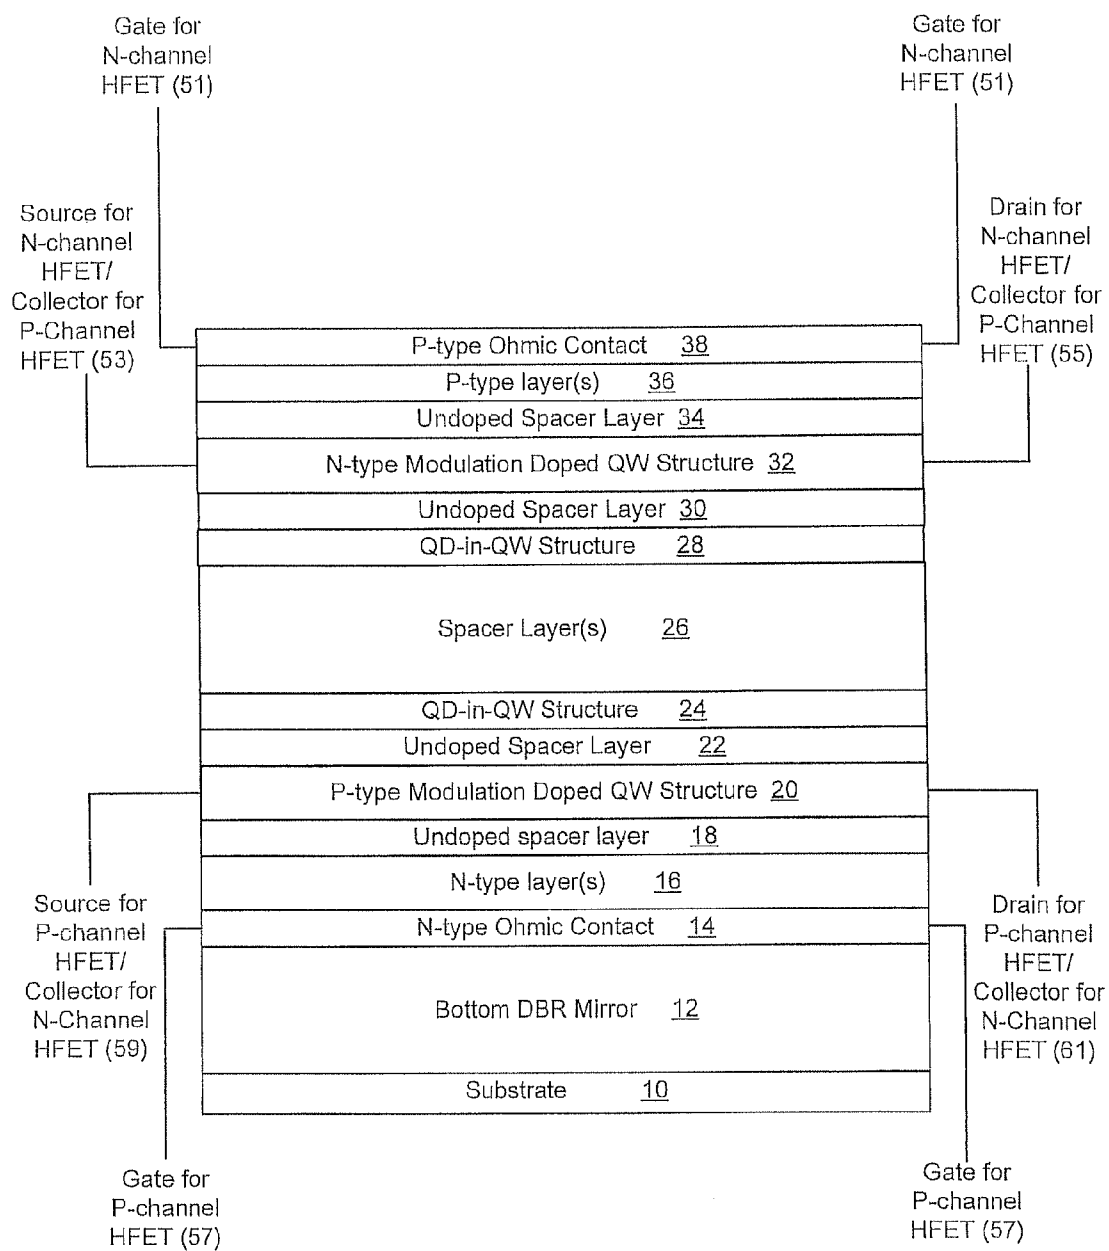 Gate for
N-channel
HFET (51)
Gate for
N-channel
HFET (51)
Source for
N-channel
HFET/
Collector for
P-Channel
HFET (53)
Drain for
N-channel
HFET/
Collector for
P-Channel
HFET (55)
P-type Ohmic Contact 38
P-type layer(s) 36
Undoped Spacer Layer 34
N-type Modulation Doped QW Structure 32
Undoped Spacer Layer 30
QD-in-QW Structure 28
Spacer Layer(s) 26
QD-in-QW Structure 24
Undoped Spacer Layer 22
P-type Modulation Doped QW Structure 20
Undoped spacer layer 18
N-type layer(s) 16
N-type Ohmic Contact 14
Bottom DBR Mirror 12
Substrate 10
Source for
P-channel
HFET/
Collector for
N-Channel
HFET (59)
Drain for
P-channel
HFET/
Collector for
N-Channel
HFET (61)
Gate for
P-channel
HFET (57)
Gate for
P-channel
HFET (57)